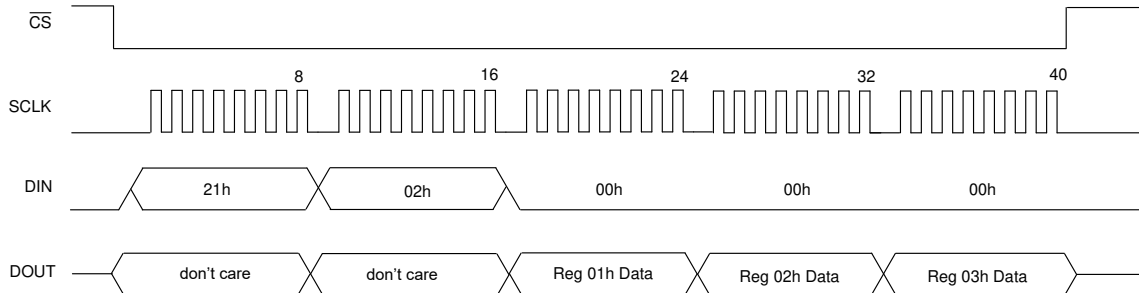 CS
8 16 24 32 40
SCLK
DIN 21h 02h 00h 00h 00h
DOUT don't care don't care Reg 01h Data Reg 02h Data Reg 03h Data